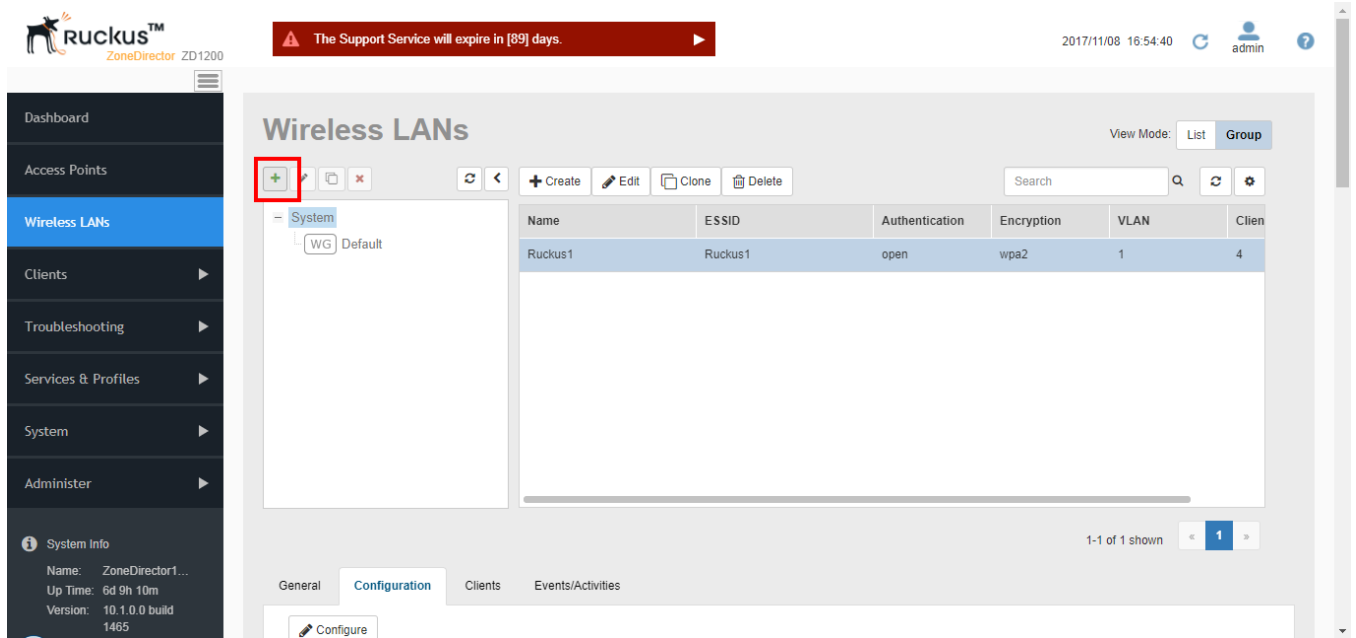 Ruckus™
ZoneDirector ZD1200
The Support Service will expire in [89] days.
2017/11/08 16:54:40
admin
?
Dashboard
Access Points
Wireless LANs
Clients
Troubleshooting
Services & Profiles
System
Administer
System Info
Name: ZoneDirector1...
Up Time: 6d 9h 10m
Version: 10.1.0.0 build
1465
Wireless LANs
View Mode: List Group
Create Edit Clone Delete
Search
System
WG Default
Name ESSID Authentication Encryption VLAN Clien
Ruckus1 Ruckus1 open wpa2 1 4
1-1 of 1 shown « 1 »
General Configuration Clients Events/Activities
Configure